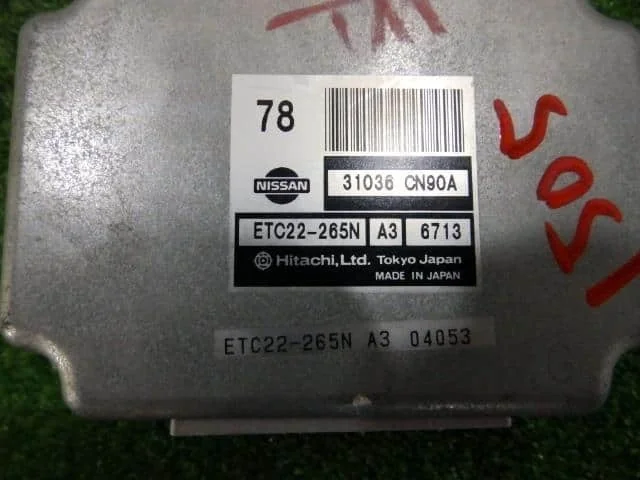 TM
78
NISSAN
31036 CN90A
ETC22-265N A3 6713
Hitachi, Ltd. Tokyo Japan
MADE IN JAPAN
ETC22-265N A3 04053